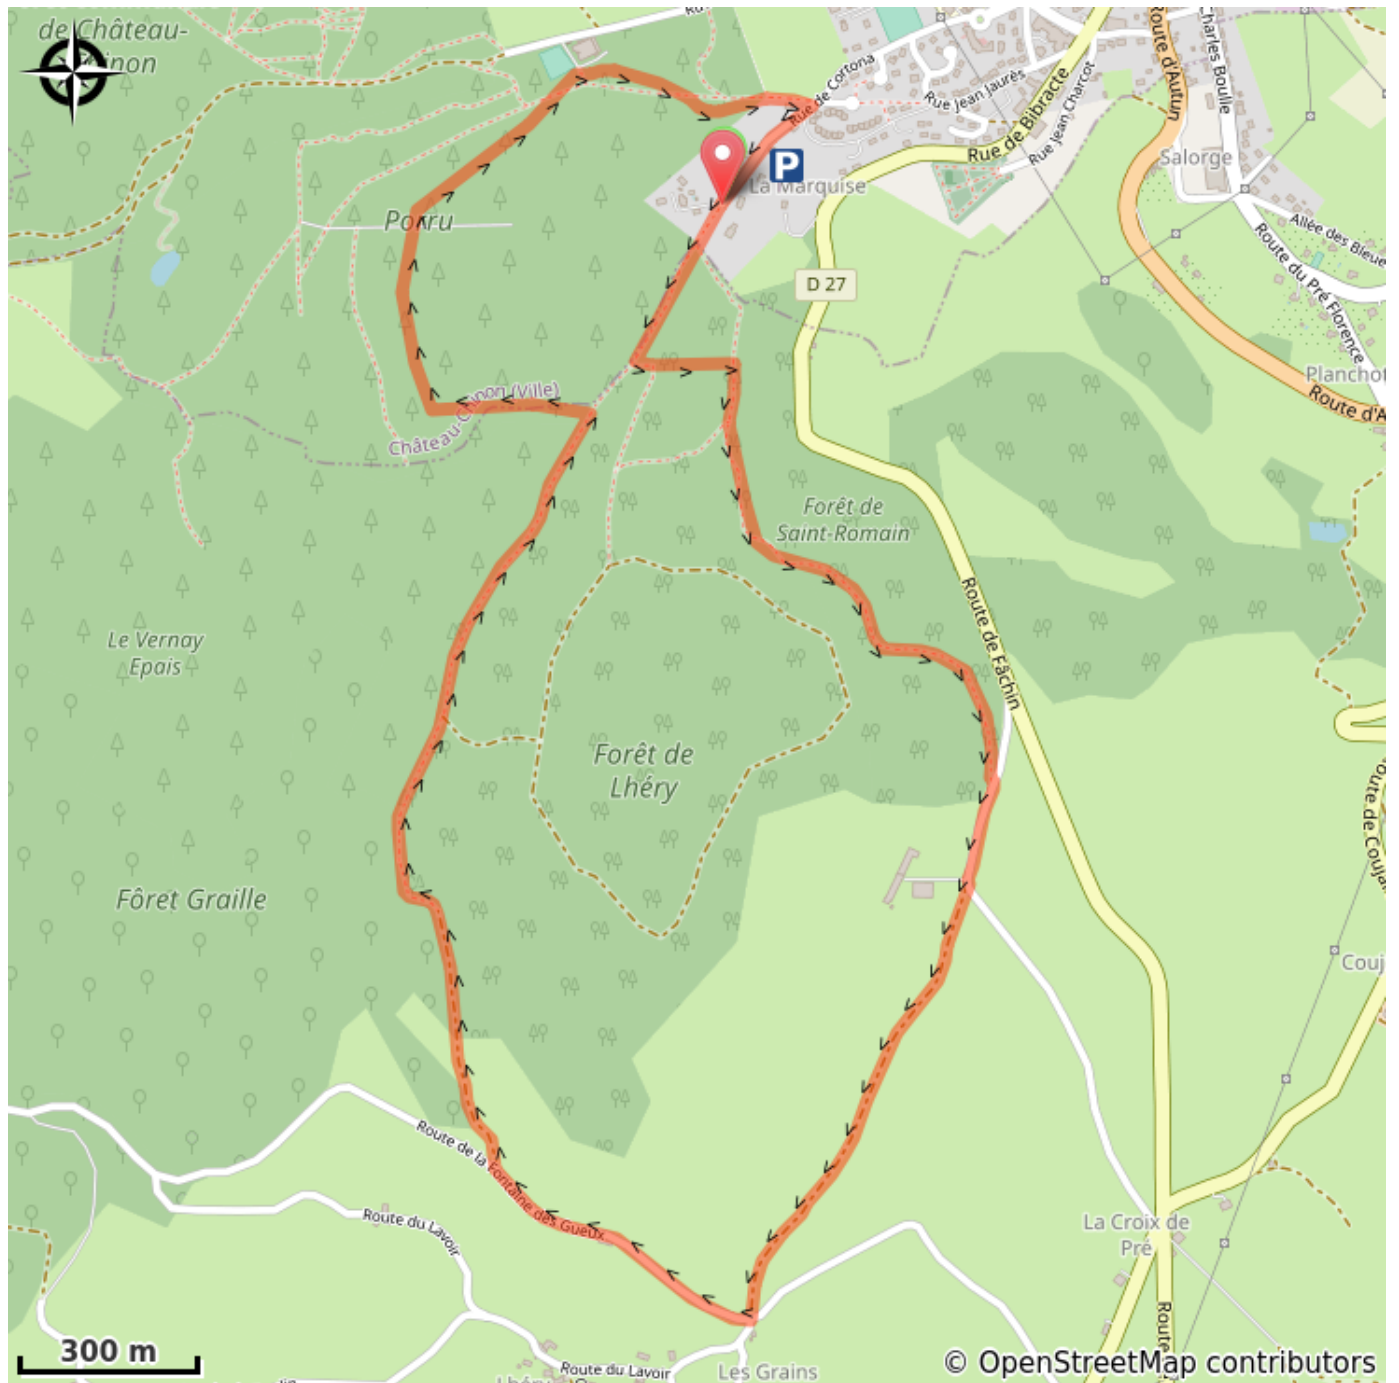 de Château-
Ru
Rue de Cortona
Rue Jean Jaurès
Rue Jean Charcot
Rue de Bibracte
Route d'Autun
Charles Boulle
Salorge
P
La Marquise
Allée des Bleue
Route du Pré Florence
D 27
Planchot
Route d'A
Château-Chinon (Ville)
Forêt de
Saint-Romain
Route de Fâchin
Le Vernay
Epais
Forêt de
Lhéry
Route de Couja
Fôret Graille
Couj
Route de la Fontaine des Gueux
Route du Lavoir
La Croix de
Pré
Route
300 m
Route du Lavoir
Les Grains
© OpenStreetMap contributors